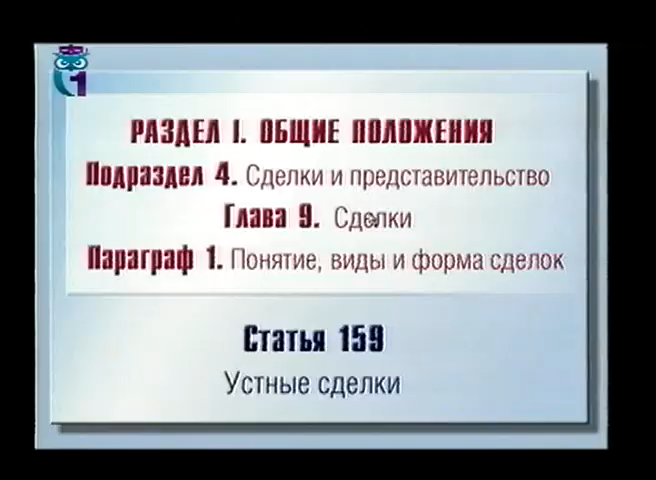 1
РАЗДЕЛ I. ОБЩИЕ ПОЛОЖЕНИЯ
Подраздел 4. Сделки и представительство
Глава 9. Сделки
Параграф 1. Понятие, виды и форма сделок
Статья 159
Устные сделки